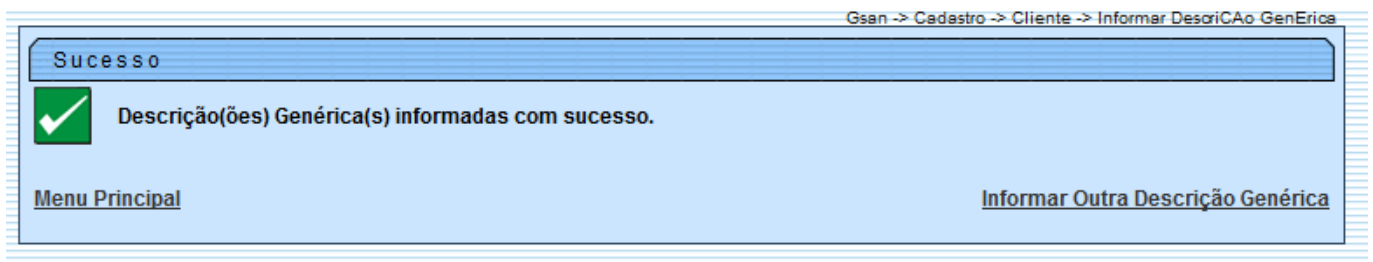 Gsan -> Cadastro -> Cliente -> Informar DescriCAo GenErica
Sucesso
Descrição(ões) Genérica(s) informadas com sucesso.
Menu Principal
Informar Outra Descrição Genérica